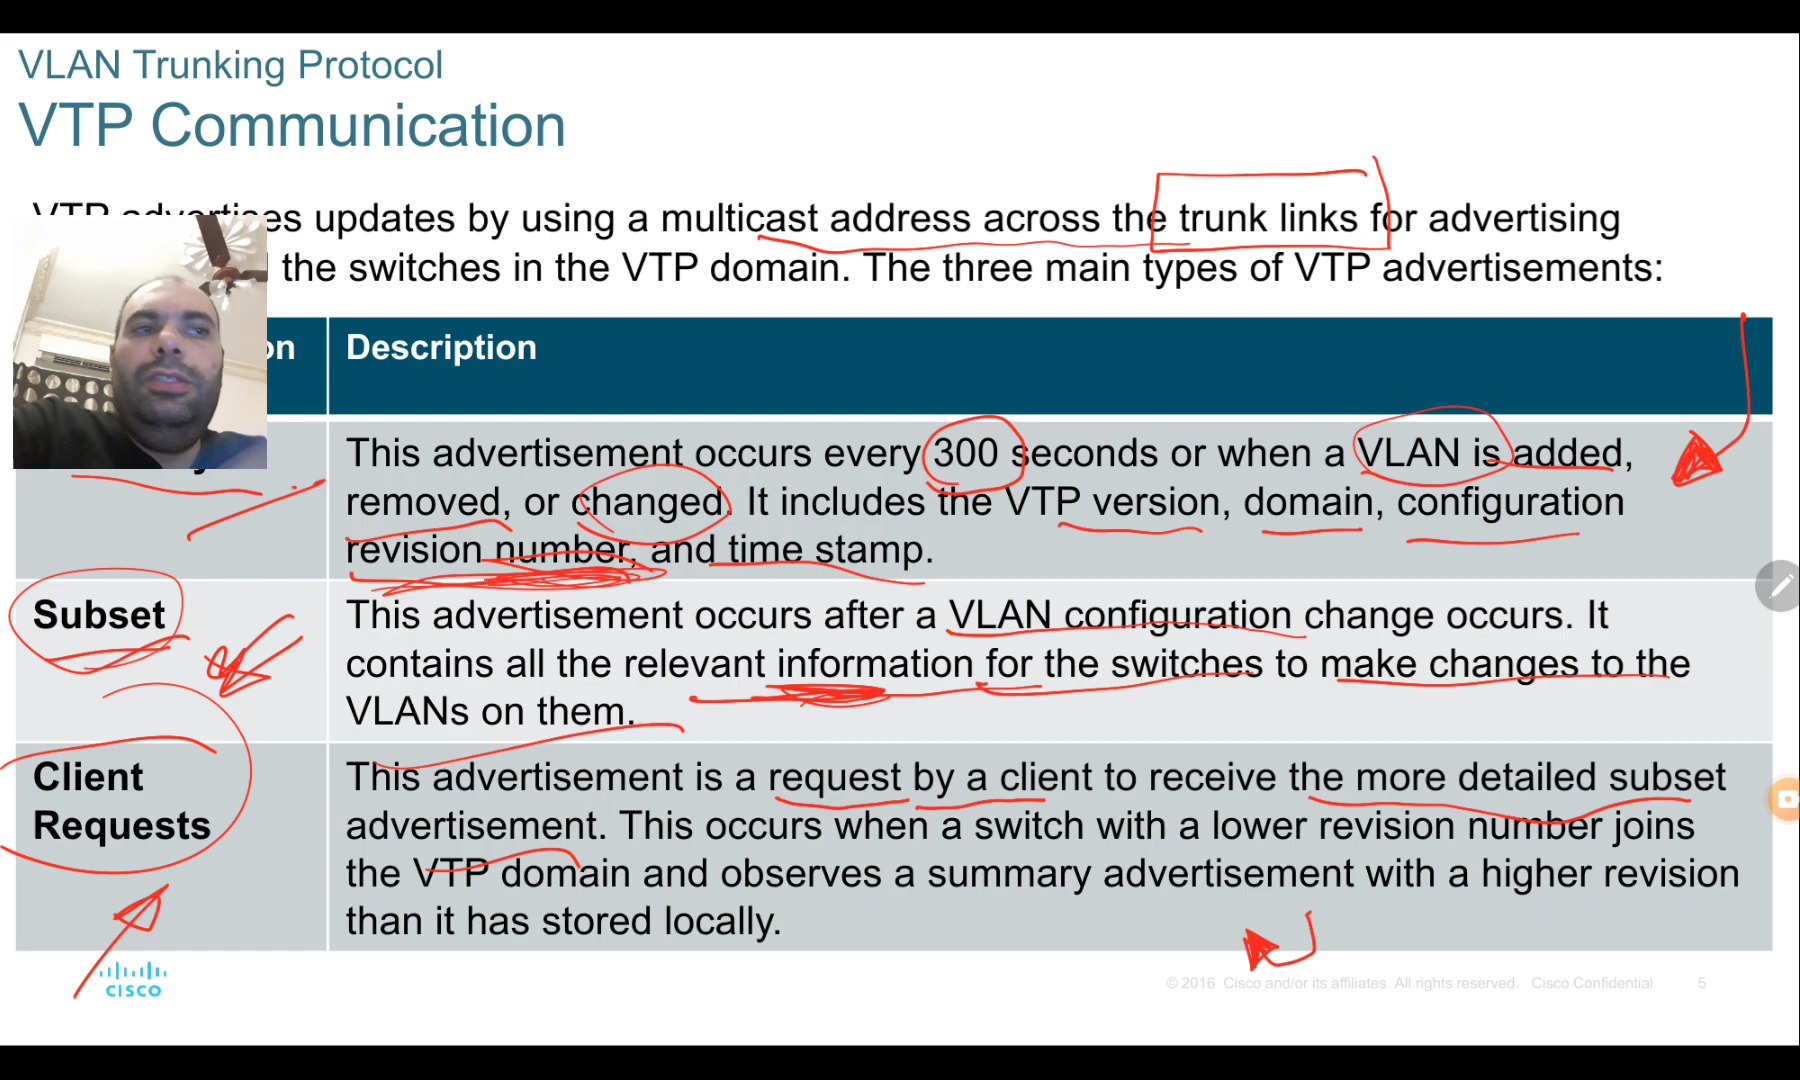 VLAN Trunking Protocol
VTP Communication
VTP advertises updates by using a multicast address across the trunk links for advertising
the switches in the VTP domain. The three main types of VTP advertisements:
on
Description
This advertisement occurs every 300 seconds or when a VLAN is added,
removed, or changed. It includes the VTP version, domain, configuration
revision number, and time stamp.
Subset
This advertisement occurs after a VLAN configuration change occurs. It
contains all the relevant information for the switches to make changes to the
VLANs on them.
Client
Requests
This advertisement is a request by a client to receive the more detailed subset
advertisement. This occurs when a switch with a lower revision number joins
the VTP domain and observes a summary advertisement with a higher revision
than it has stored locally.
CISCO
© 2016 Cisco and/or its affiliates. All rights reserved. Cisco Confidential
5